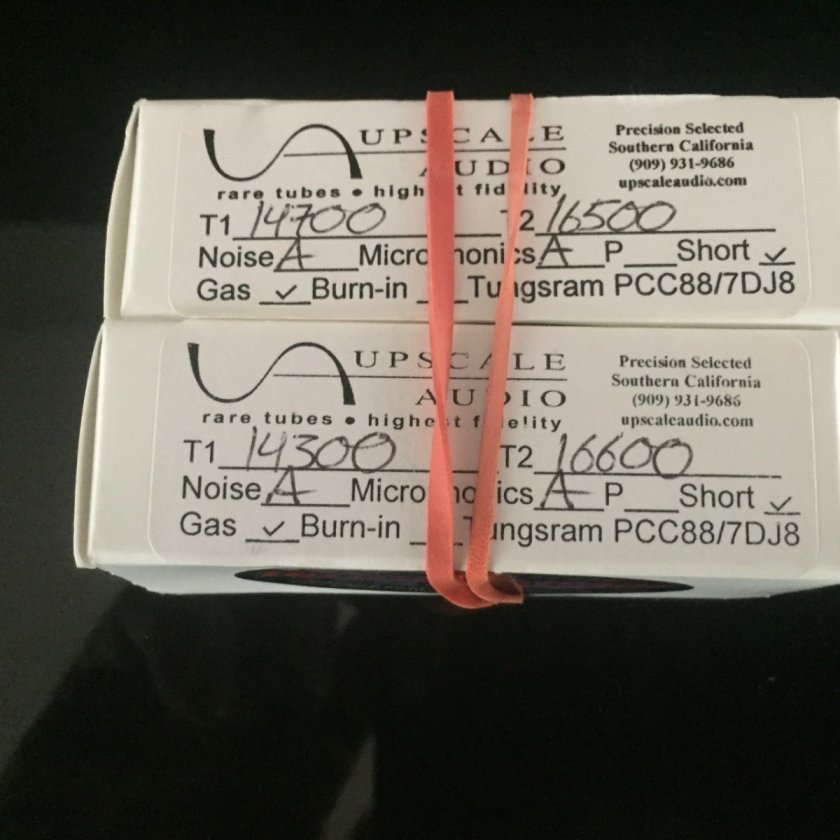 UPSCALE
AUDIO
rare tubes • highest fidelity
Precision Selected
Southern California
(909) 931-9686
upscaleaudio.com
T1 14700 T2 16500
Noise A Microphonics A P Short ✓
Gas ✓ Burn-in Tungsram PCC88/7DJ8
UPSCALE
AUDIO
rare tubes • highest fidelity
Precision Selected
Southern California
(909) 931-9686
upscaleaudio.com
T1 14300 T2 16600
Noise A Microphonics A P Short ✓
Gas ✓ Burn-in Tungsram PCC88/7DJ8